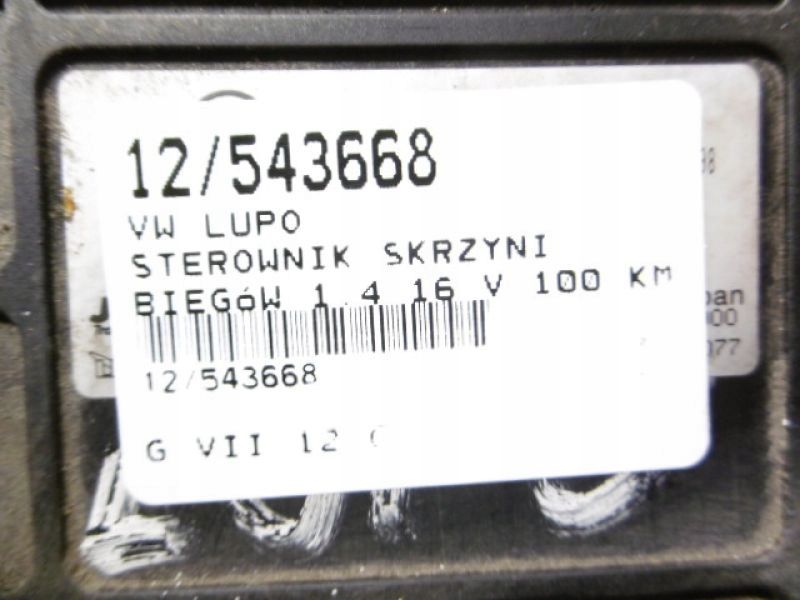 12/543668
VW LUPO
STEROWNIK SKRZYNI
BIEGóW 1.4 16 V 100 KM
12/543668
G VII 12